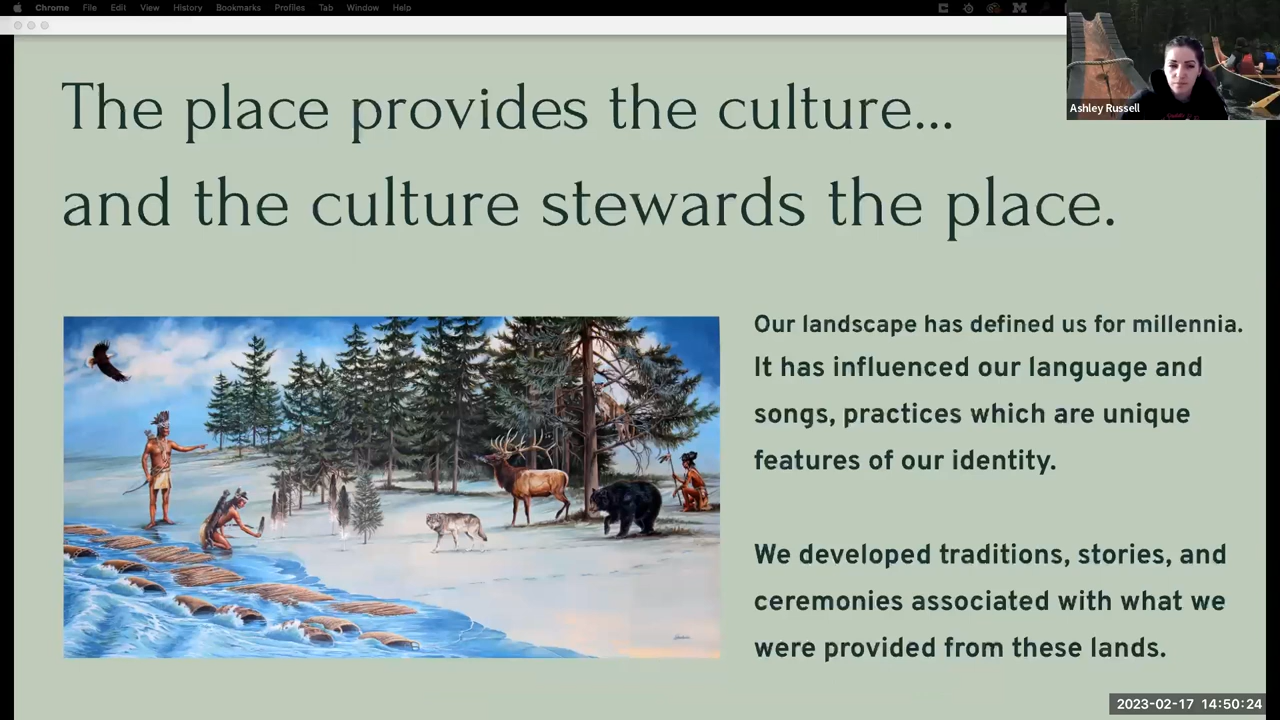 Chrome File Edit View History Bookmarks Profiles Tab Window Help
Ashley Russell
The place provides the culture...
and the culture stewards the place.
Our landscape has defined us for millennia.
It has influenced our language and
songs, practices which are unique
features of our identity.
We developed traditions, stories, and
ceremonies associated with what we
were provided from these lands.
2023-02-17 14:50:24